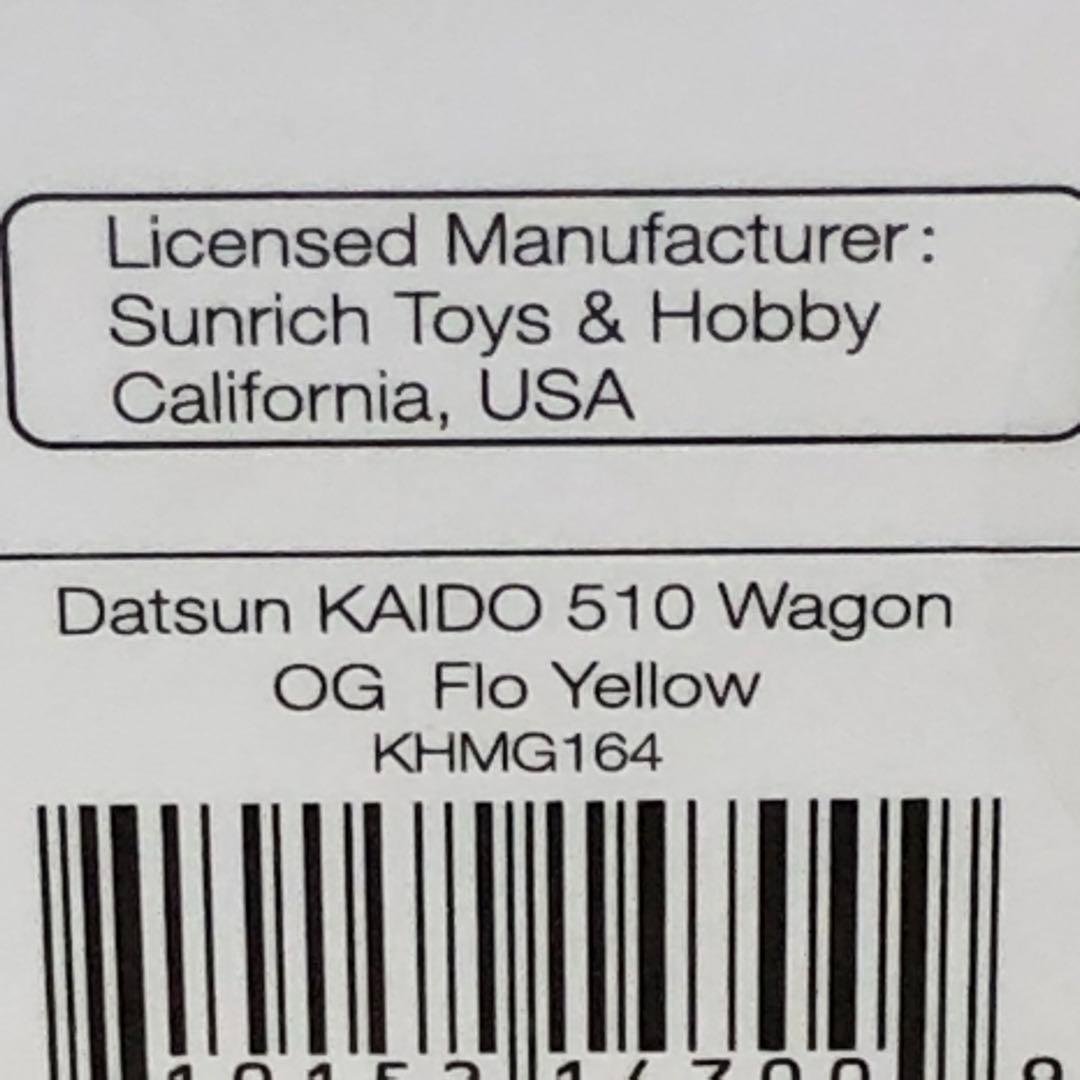 Licensed Manufacturer:
Sunrich Toys & Hobby
California, USA
Datsun KAIDO 510 Wagon
OG Flo Yellow
KHMG164